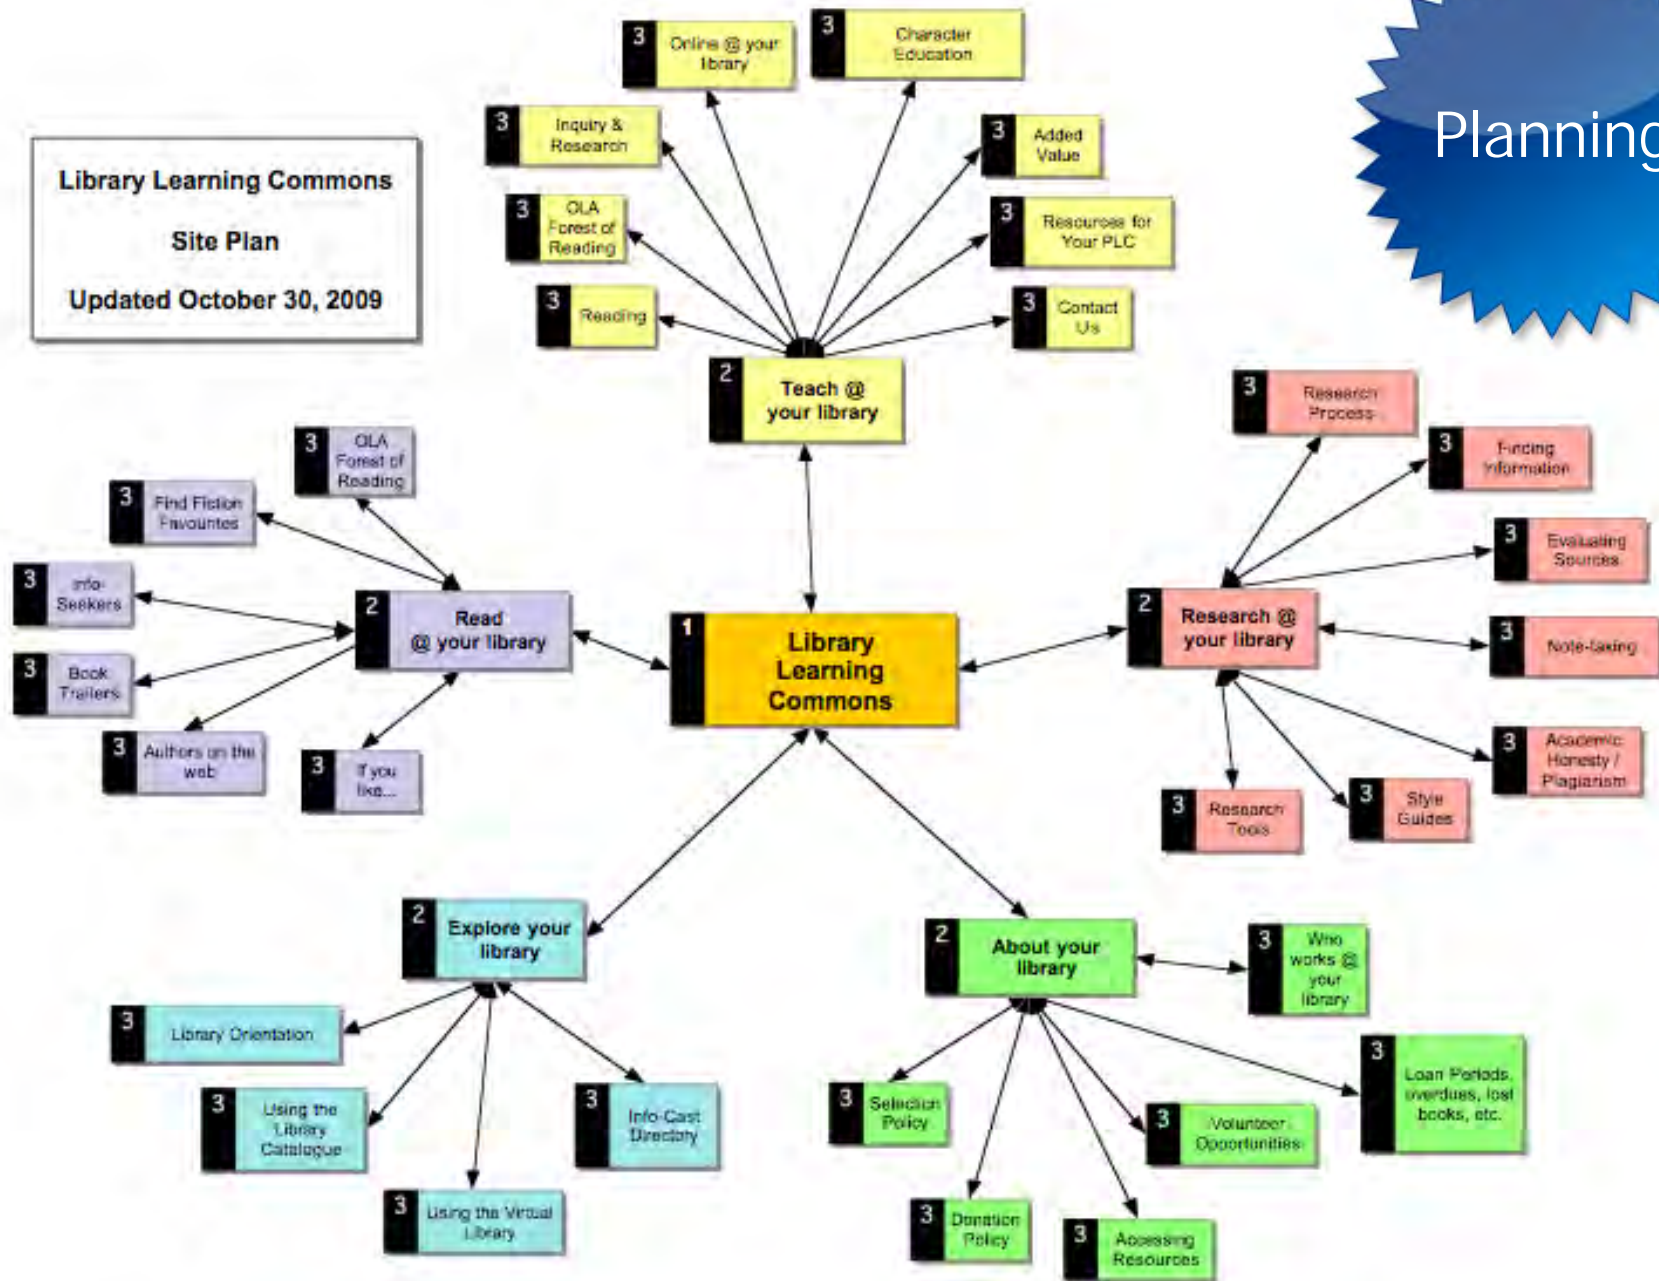 Library Learning Commons
Site Plan
Updated October 30, 2009
Planning
3
Online @ your
library
3
Character
Education
3
Inquiry &
Research
3
Added
Value
3
OLA
Forest of
Reading
3
Resources for
Your PLC
3
Reading
3
Contact
Us
2
Teach @
your library
3
OLA
Forest of
Reading
3
Find Fiction
Favourites
3
Info-
Seekers
3
Book
Trailers
3
Authors on the
web
3
If you
like...
2
Read
@ your library
1
Library
Learning
Commons
2
Research @
your library
3
Research
Process
3
Finding
Information
3
Evaluating
Sources
3
Note-taking
3
Academic
Honesty /
Plagiarism
3
Style
Guides
3
Research
Tools
2
Explore your
library
3
Library Orientation
3
Using the
Library
Catalogue
3
Using the Virtual
Library
3
Info-Cast
Directory
2
About your
library
3
Who
works @
your
library
3
Loan Periods,
overdues, lost
books, etc.
3
Volunteer
Opportunities
3
Selection
Policy
3
Donation
Policy
3
Accessing
Resources